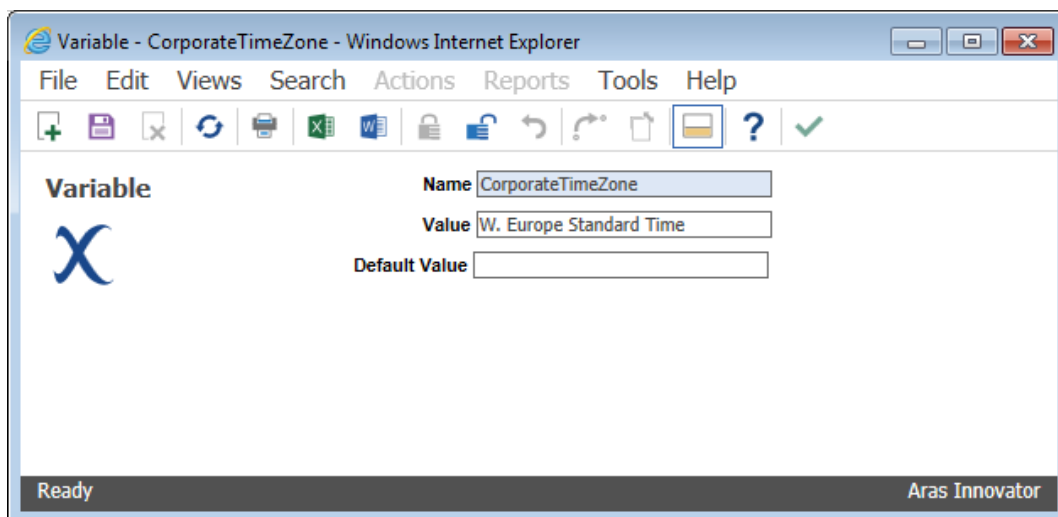 Variable - CorporateTimeZone - Windows Internet Explorer
File Edit Views Search Actions Reports Tools Help
Variable
Name CorporateTimeZone
Value W. Europe Standard Time
Default Value
Ready Aras Innovator